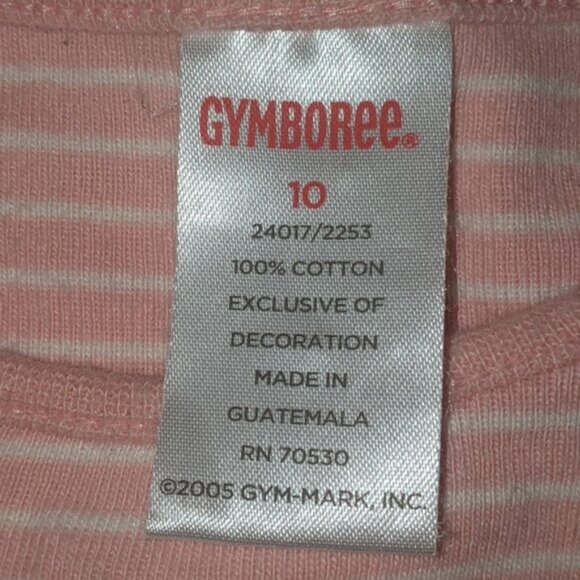 GYMBORee®
10
24017/2253
100% COTTON
EXCLUSIVE OF
DECORATION
MADE IN
GUATEMALA
RN 70530
©2005 GYM-MARK, INC.